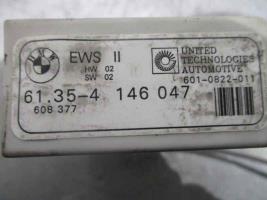 BMW
EWS II
HW 02
SW 02
UNITED
TECHNOLOGIES
AUTOMOTIVE
601-0822-011
61.35-4 146 047
608 377